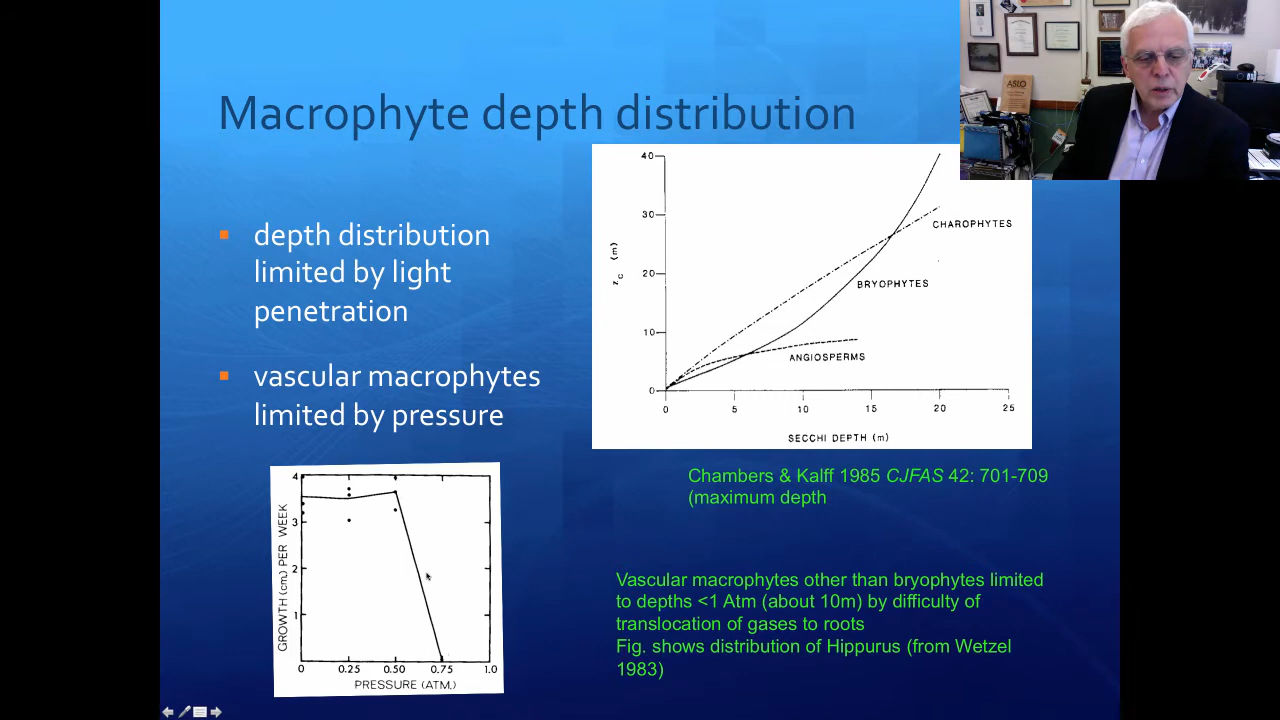 Macrophyte depth distribution
ASLO
depth distribution
limited by light
penetration
vascular macrophytes
limited by pressure
40
30
20
10
0
z c (m)
CHAROPHYTES
BRYOPHYTES
ANGIOSPERMS
0 5 10 15 20 25
SECCHI DEPTH (m)
Chambers & Kalff 1985 CJFAS 42: 701-709
(maximum depth
4
3
2
1
GROWTH (cm.) PER WEEK
0 0.25 0.50 0.75 1.0
PRESSURE (ATM.)
Vascular macrophytes other than bryophytes limited
to depths <1 Atm (about 10m) by difficulty of
translocation of gases to roots
Fig. shows distribution of Hippurus (from Wetzel
1983)